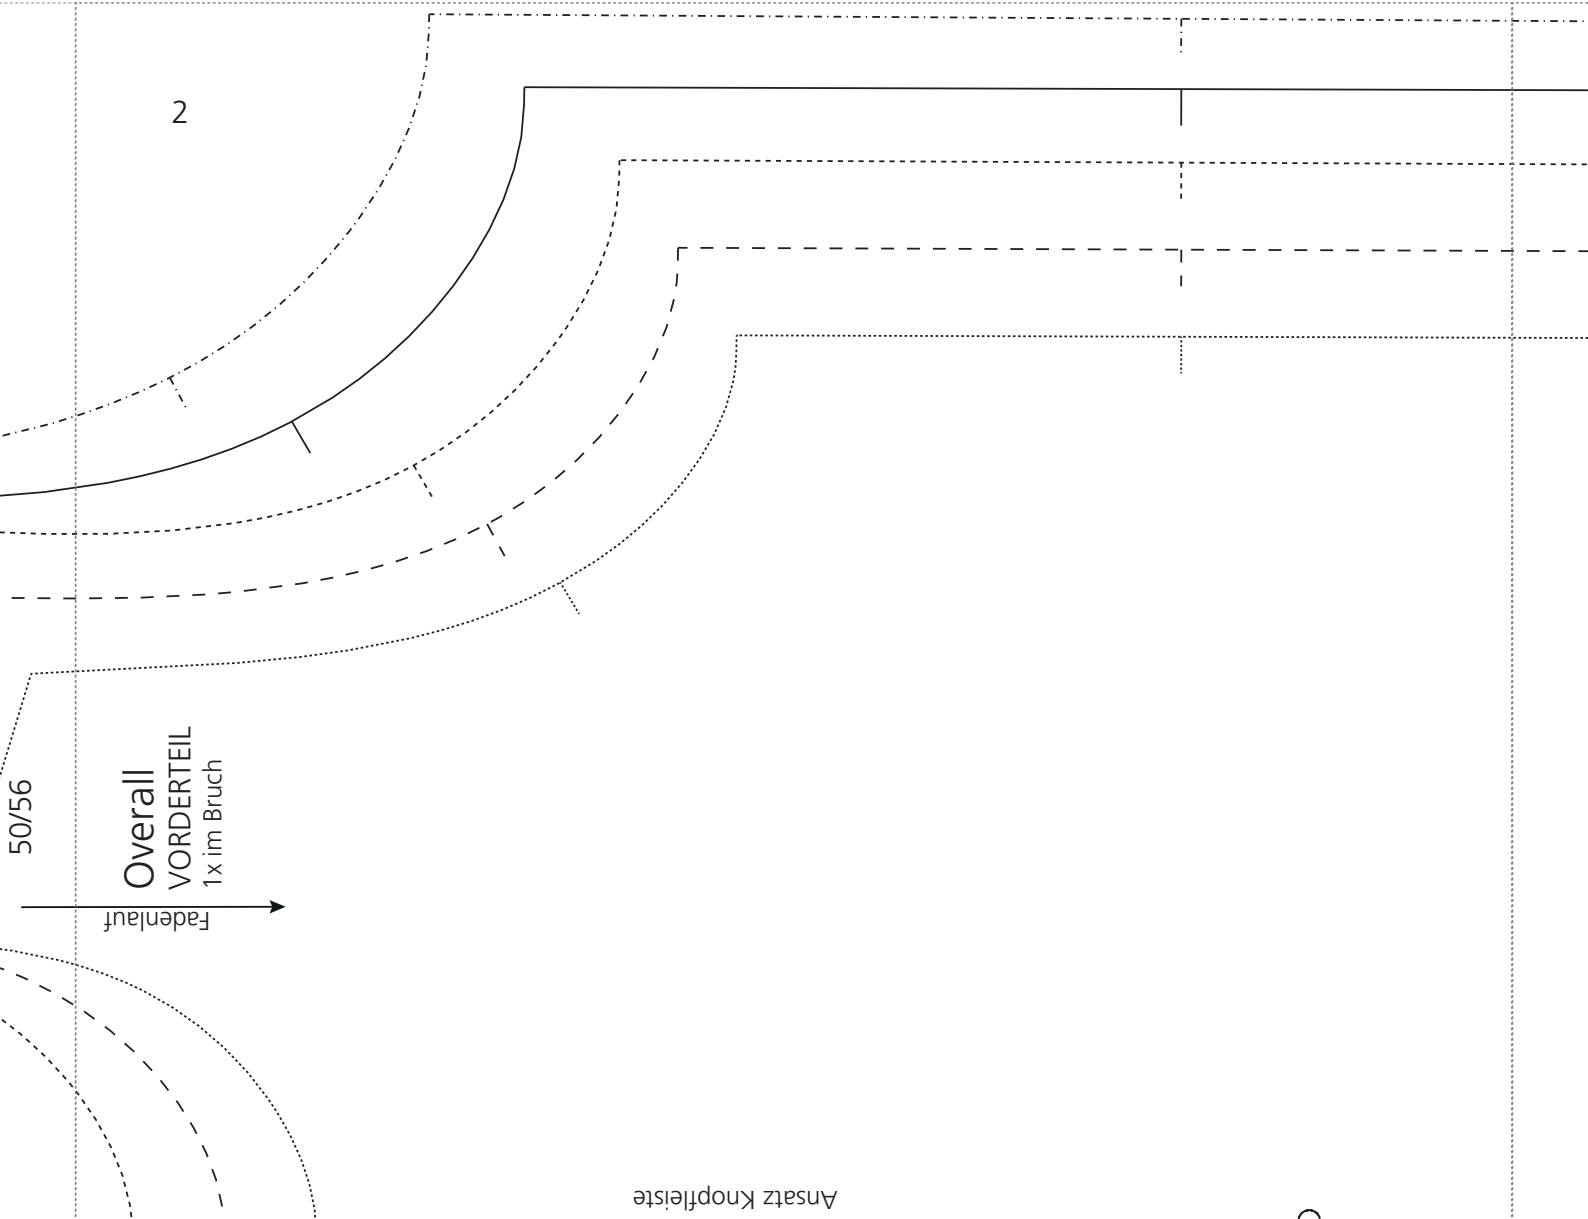 2
50/56
Overall
VORDERTEIL
1x im Bruch
Fadenlauf
Ansatz Knopfleiste